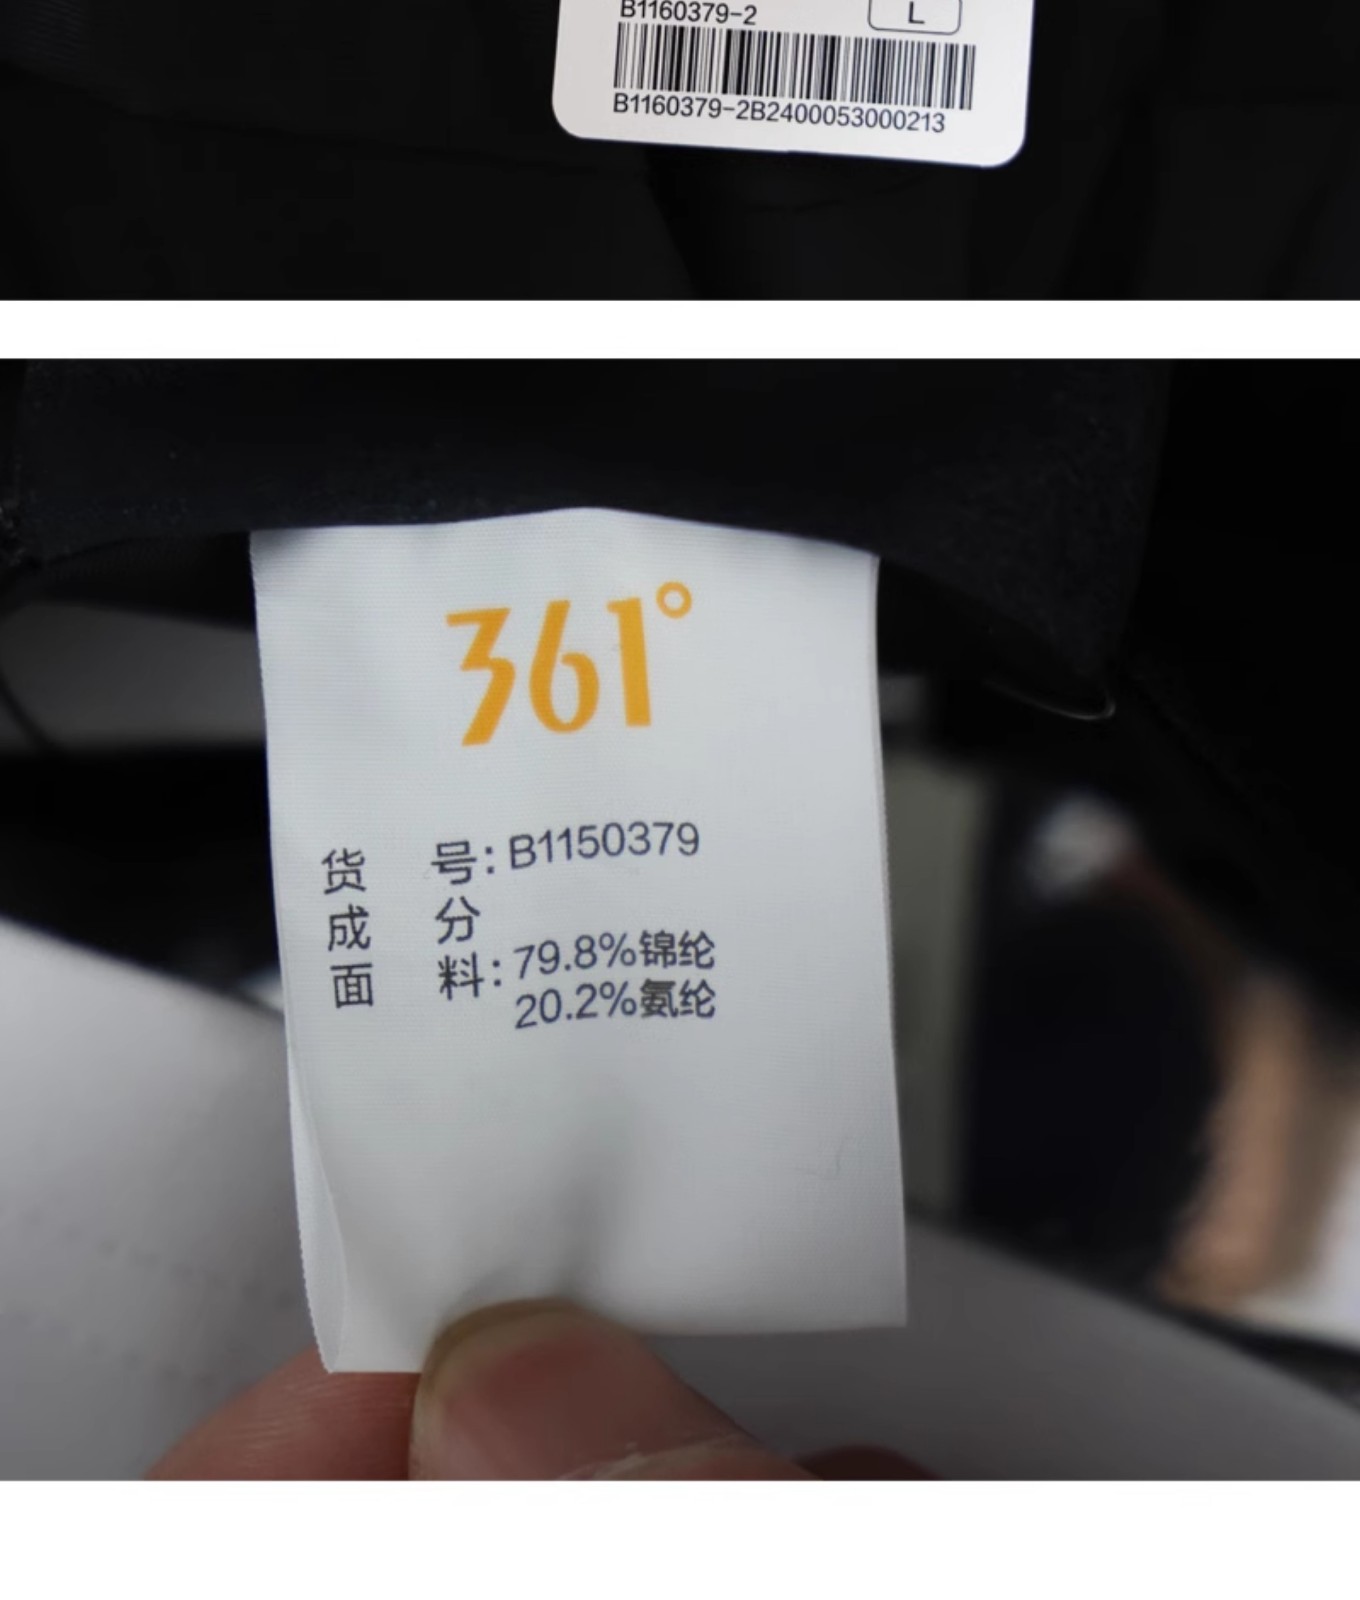 B1160379-2
L
B1160379-2B2400053000213
361°
货 号: B1150379
成 分
面 料: 79.8%锦纶
20.2%氨纶